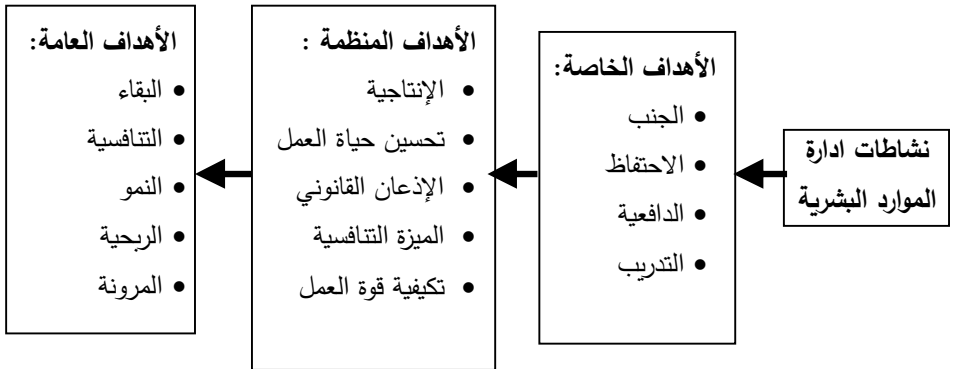 نشاطات ادارة
الموارد البشرية
الأهداف الخاصة:
• الجنب
• الاحتفاظ
• الدافعية
• التدريب
الأهداف المنظمة :
• الإنتاجية
• تحسين حياة العمل
• الإذعان القانوني
• الميزة التنافسية
• تكيفية قوة العمل
الأهداف العامة:
• البقاء
• التنافسية
• النمو
• الربحية
• المرونة